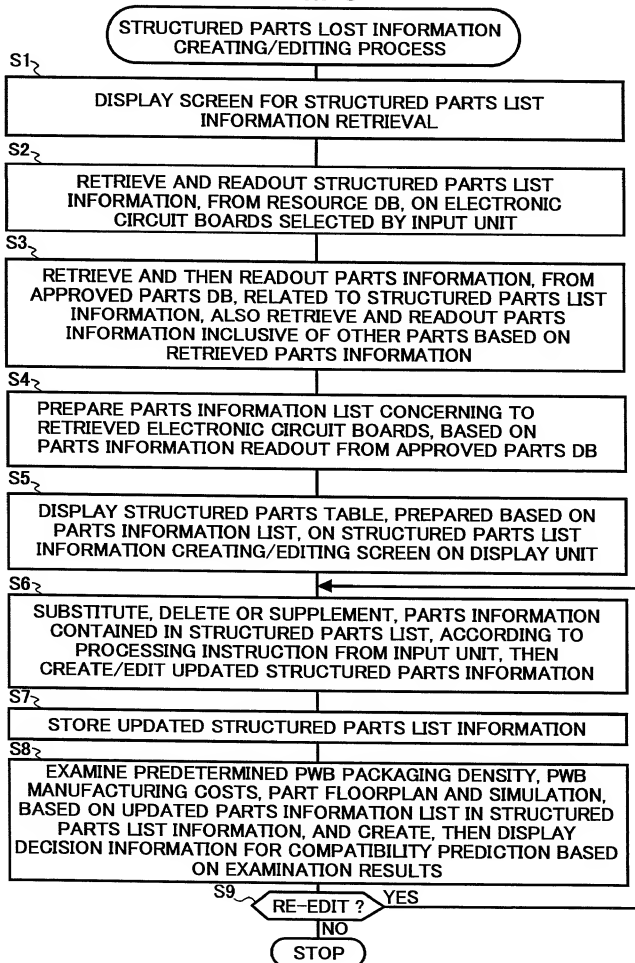 STRUCTURED PARTS LOST INFORMATION
CREATING/EDITING PROCESS
S1
DISPLAY SCREEN FOR STRUCTURED PARTS LIST
INFORMATION RETRIEVAL
S2
RETRIEVE AND READOUT STRUCTURED PARTS LIST
INFORMATION, FROM RESOURCE DB, ON ELECTRONIC
CIRCUIT BOARDS SELECTED BY INPUT UNIT
S3
RETRIEVE AND THEN READOUT PARTS INFORMATION, FROM
APPROVED PARTS DB, RELATED TO STRUCTURED PARTS LIST
INFORMATION, ALSO RETRIEVE AND READOUT PARTS
INFORMATION INCLUSIVE OF OTHER PARTS BASED ON
RETRIEVED PARTS INFORMATION
S4
PREPARE PARTS INFORMATION LIST CONCERNING TO
RETRIEVED ELECTRONIC CIRCUIT BOARDS, BASED ON
PARTS INFORMATION READOUT FROM APPROVED PARTS DB
S5
DISPLAY STRUCTURED PARTS TABLE, PREPARED BASED ON
PARTS INFORMATION LIST, ON STRUCTURED PARTS LIST
INFORMATION CREATING/EDITING SCREEN ON DISPLAY UNIT
S6
SUBSTITUTE, DELETE OR SUPPLEMENT, PARTS INFORMATION
CONTAINED IN STRUCTURED PARTS LIST, ACCORDING TO
PROCESSING INSTRUCTION FROM INPUT UNIT, THEN
CREATE/EDIT UPDATED STRUCTURED PARTS INFORMATION
S7
STORE UPDATED STRUCTURED PARTS LIST INFORMATION
S8
EXAMINE PREDETERMINED PWB PACKAGING DENSITY, PWB
MANUFACTURING COSTS, PART FLOORPLAN AND SIMULATION,
BASED ON UPDATED PARTS INFORMATION LIST IN STRUCTURED
PARTS LIST INFORMATION, AND CREATE, THEN DISPLAY
DECISION INFORMATION FOR COMPATIBILITY PREDICTION BASED
ON EXAMINATION RESULTS
S9
RE-EDIT ? YES
NO
STOP